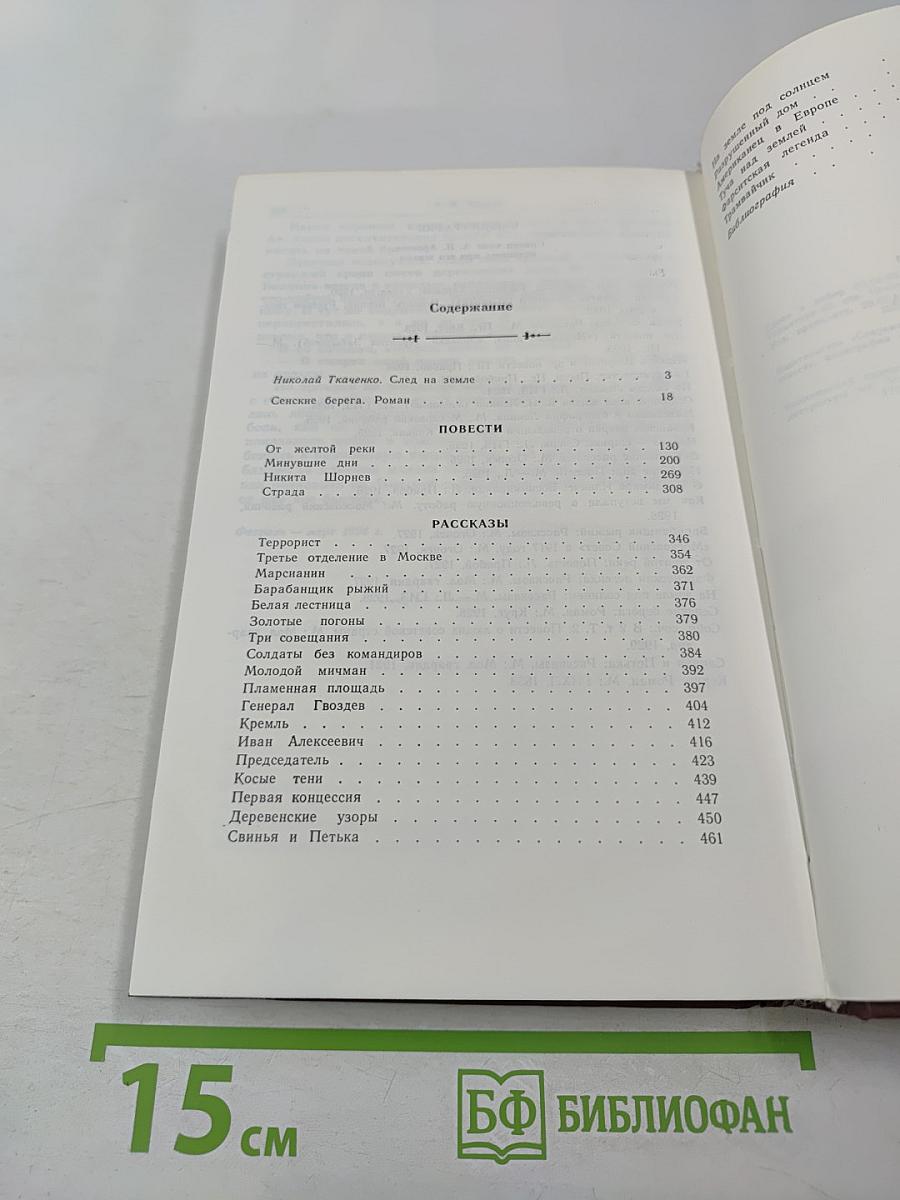 Содержание
Николай Ткаченко. След на земле . . . . . . . . . . 3
Сенские берега. Роман . . . . . . . . . . . . . . 18
ПОВЕСТИ
От желтой реки . . . . . . . . . . . . . . . . 130
Минувшие дни . . . . . . . . . . . . . . . . . 200
Никита Шорнев . . . . . . . . . . . . . . . . 269
Страда . . . . . . . . . . . . . . . . . . . . 308
РАССКАЗЫ
Террорист . . . . . . . . . . . . . . . . . . 346
Третье отделение в Москве . . . . . . . . . . . 354
Марсианин . . . . . . . . . . . . . . . . . . 362
Барабанщик рыжий . . . . . . . . . . . . . . 371
Белая лестница . . . . . . . . . . . . . . . . 376
Золотые погоны . . . . . . . . . . . . . . . . 379
Три совещания . . . . . . . . . . . . . . . . 380
Солдаты без командиров . . . . . . . . . . . . 384
Молодой мичман . . . . . . . . . . . . . . . . 392
Пламенная площадь . . . . . . . . . . . . . . 397
Генерал Гвоздев . . . . . . . . . . . . . . . . 404
Кремль . . . . . . . . . . . . . . . . . . . . 412
Иван Алексеевич . . . . . . . . . . . . . . . . 416
Председатель . . . . . . . . . . . . . . . . . 423
Косые тени . . . . . . . . . . . . . . . . . . 439
Первая концессия . . . . . . . . . . . . . . . 447
Деревенские узоры . . . . . . . . . . . . . . . 450
Свинья и Петька . . . . . . . . . . . . . . . . 461
На земле под солнцем
Разрушенный дом . .
Американец в Европе
Туча над землей . . . .
Фарситская легенда
Трамвайчик . . . . .
Библиография . . .
15 см
БФ БИБЛИОФАН